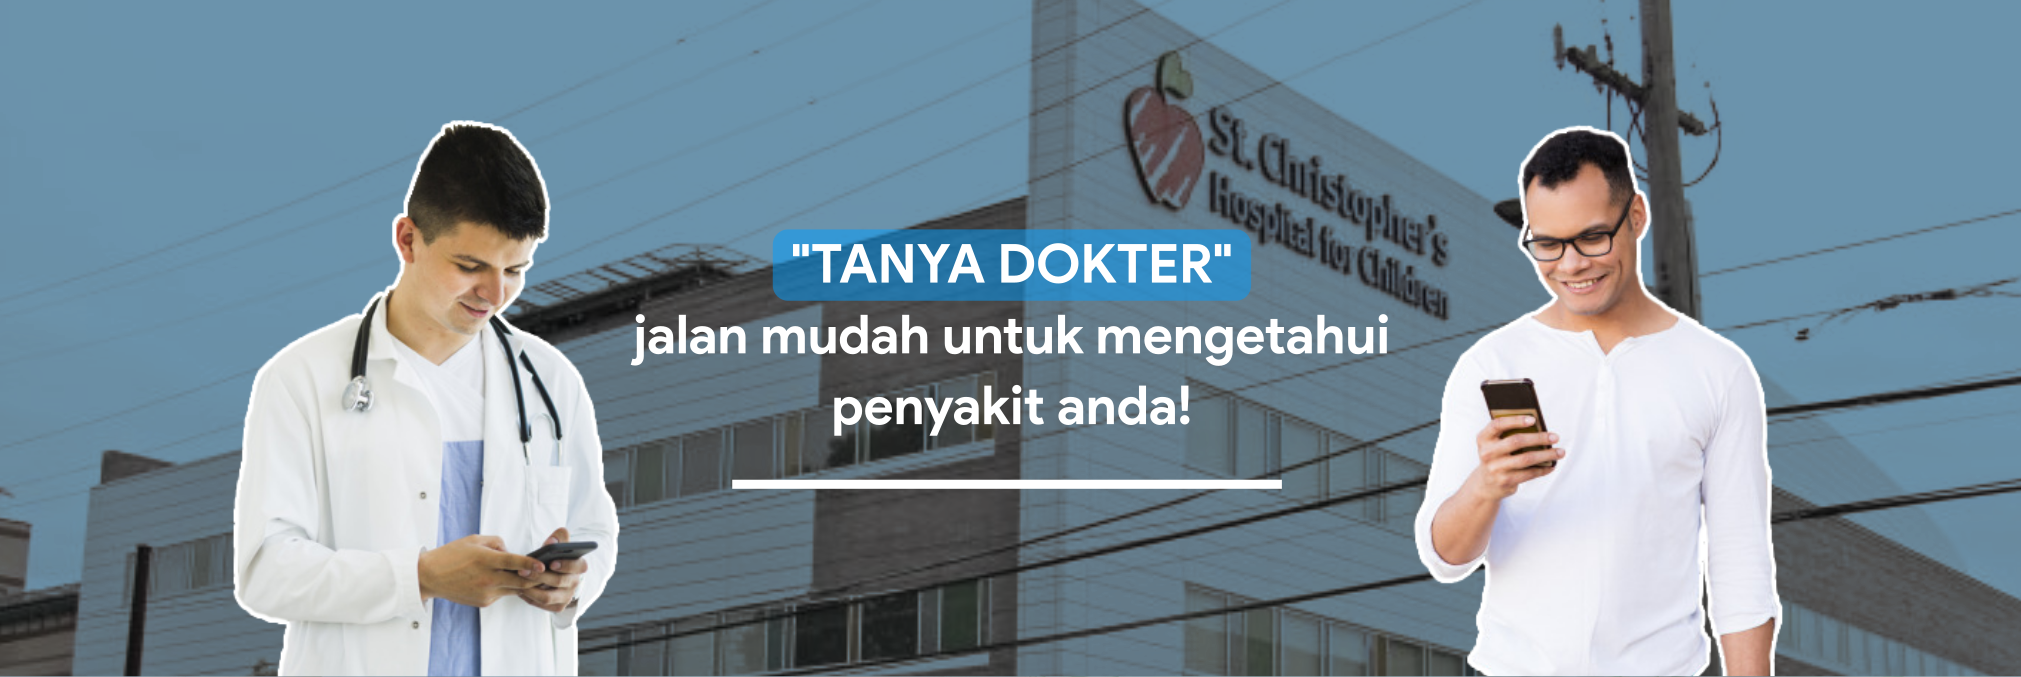 St. Christopher's
Hospital for Children
"TANYA DOKTER"
jalan mudah untuk mengetahui
penyakit anda!